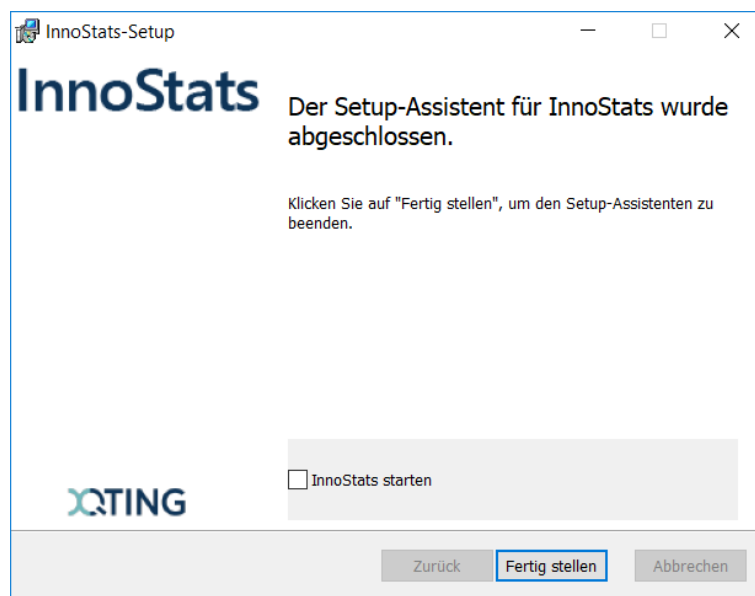 InnoStats-Setup
InnoStats
Der Setup-Assistent für InnoStats wurde
abgeschlossen.
Klicken Sie auf "Fertig stellen", um den Setup-Assistenten zu
beenden.
InnoStats starten
XQTING
Zurück
Fertig stellen
Abbrechen